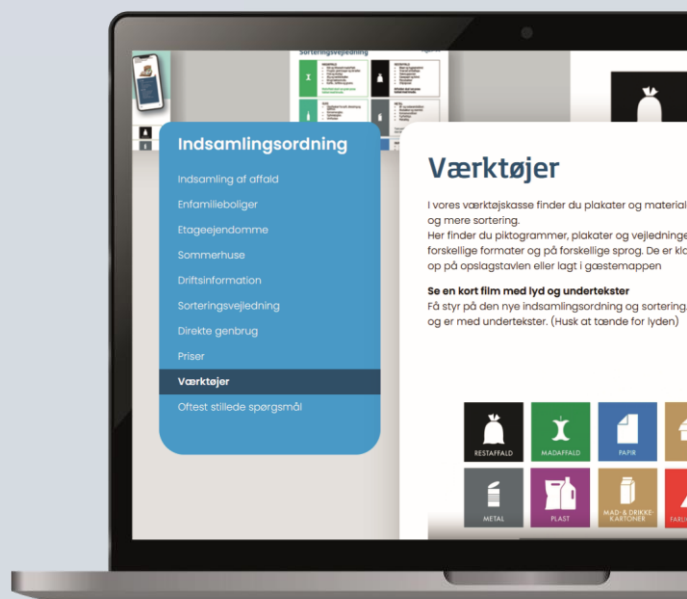 Sorteringsvejledning
Indsamlingsordning
Indsamling af affald
Enfamilieboliger
Etageejendomme
Sommerhuse
Driftsinformation
Sorteringsvejledning
Direkte genbrug
Priser
Værktøjer
Oftest stillede spørgsmål
Værktøjer
I vores værktøjskasse finder du plakater og material
og mere sortering.
Her finder du piktogrammer, plakater og vejledninge
forskellige formater og på forskellige sprog. De er kla
op på opslagstavlen eller lagt i gæstemappen
Se en kort film med lyd og undertekster
Få styr på den nye indsamlingsordning og sortering.
og er med undertekster. (Husk at tænde for lyden)
RESTAFFALD
MADAFFALD
PAPIR
METAL
PLAST
MAD- & DRIKKE-
KARTONER
FARLIG